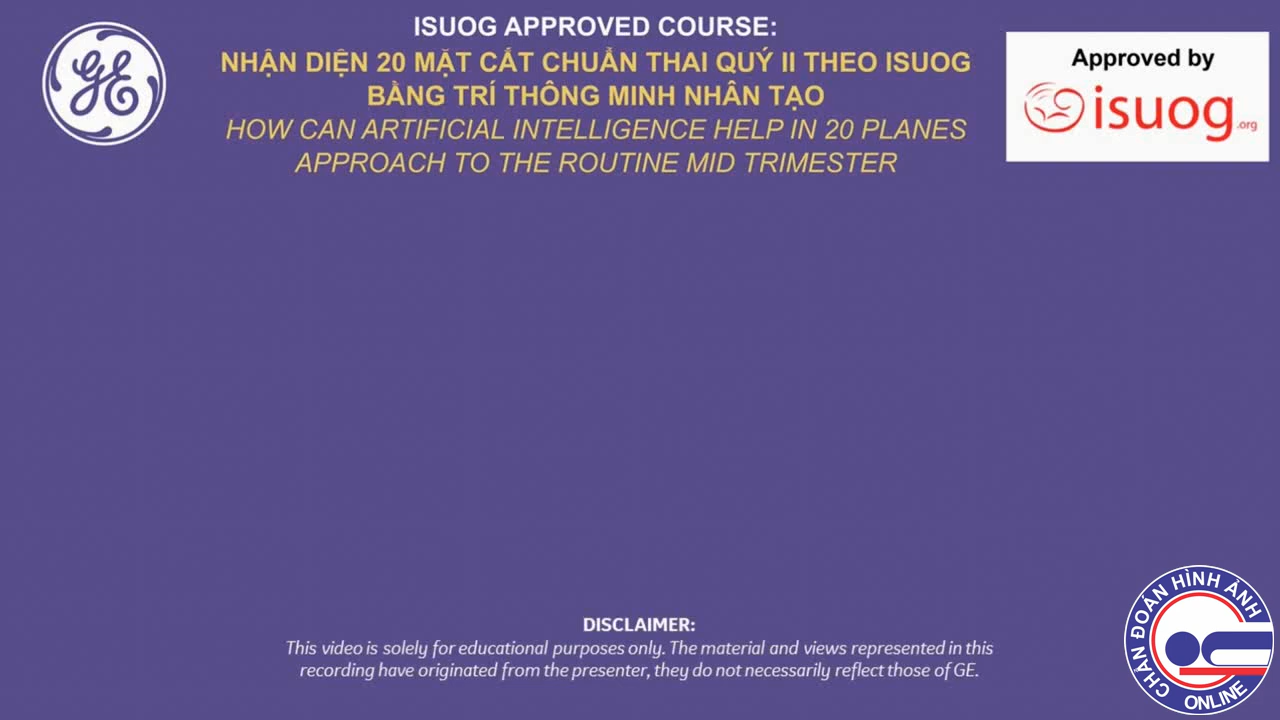 GE
ISUOG APPROVED COURSE:
NHẬN DIỆN 20 MẶT CẮT CHUẨN THAI QUÝ II THEO ISUOG
BẰNG TRÍ THÔNG MINH NHÂN TẠO
HOW CAN ARTIFICIAL INTELLIGENCE HELP IN 20 PLANES
APPROACH TO THE ROUTINE MID TRIMESTER
Approved by
isuog.org
DISCLAIMER:
This video is solely for educational purposes only. The material and views represented in this
recording have originated from the presenter, they do not necessarily reflect those of GE.
CHẨN ĐOÁN HÌNH ẢNH
ONLINE